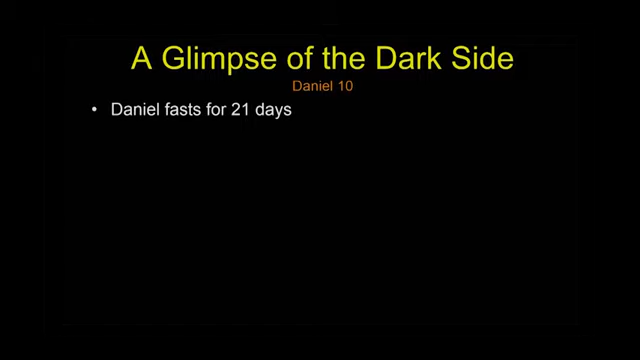 A Glimpse of the Dark Side
Daniel 10
• Daniel fasts for 21 days